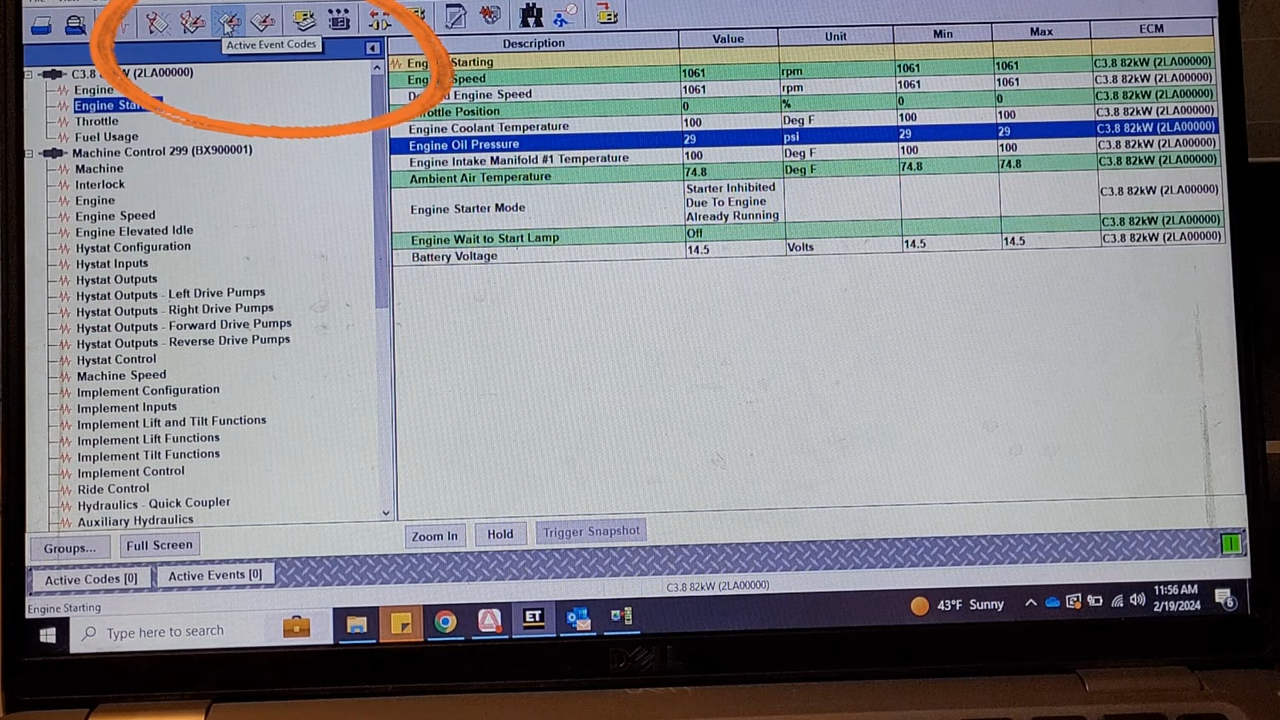 Active Event Codes
C3.8 kW (2LA00000)
Engine
Engine Star
Throttle
Fuel Usage
Machine Control 299 (BX900001)
Machine
Interlock
Engine
Engine Speed
Engine Elevated Idle
Hystat Configuration
Hystat Inputs
Hystat Outputs
Hystat Outputs - Left Drive Pumps
Hystat Outputs - Right Drive Pumps
Hystat Outputs - Forward Drive Pumps
Hystat Outputs - Reverse Drive Pumps
Hystat Control
Machine Speed
Implement Configuration
Implement Inputs
Implement Lift and Tilt Functions
Implement Lift Functions
Implement Tilt Functions
Implement Control
Ride Control
Hydraulics - Quick Coupler
Auxiliary Hydraulics
Groups... Full Screen
Description Value Unit Min Max ECM
Starting
Speed 1061 rpm 1061 1061 C3.8 82kW (2LA00000)
Engine Speed 1061 rpm 1061 1061 C3.8 82kW (2LA00000)
Position 0 % 0 0 C3.8 82kW (2LA00000)
Engine Coolant Temperature 100 Deg F 100 100 C3.8 82kW (2LA00000)
Engine Oil Pressure 29 psi 29 29 C3.8 82kW (2LA00000)
Engine Intake Manifold #1 Temperature 100 Deg F 100 100 C3.8 82kW (2LA00000)
Ambient Air Temperature 74.8 Deg F 74.8 74.8 C3.8 82kW (2LA00000)
Engine Starter Mode Starter Inhibited C3.8 82kW (2LA00000)
Due To Engine
Already Running
Engine Wait to Start Lamp Off C3.8 82kW (2LA00000)
Battery Voltage 14.5 Volts 14.5 14.5 C3.8 82kW (2LA00000)
Zoom In Hold Trigger Snapshot
Active Codes [0] Active Events [0]
Engine Starting C3.8 82kW (2LA00000)
Type here to search ET 43°F Sunny 11:56 AM
2/19/2024 6
DELL